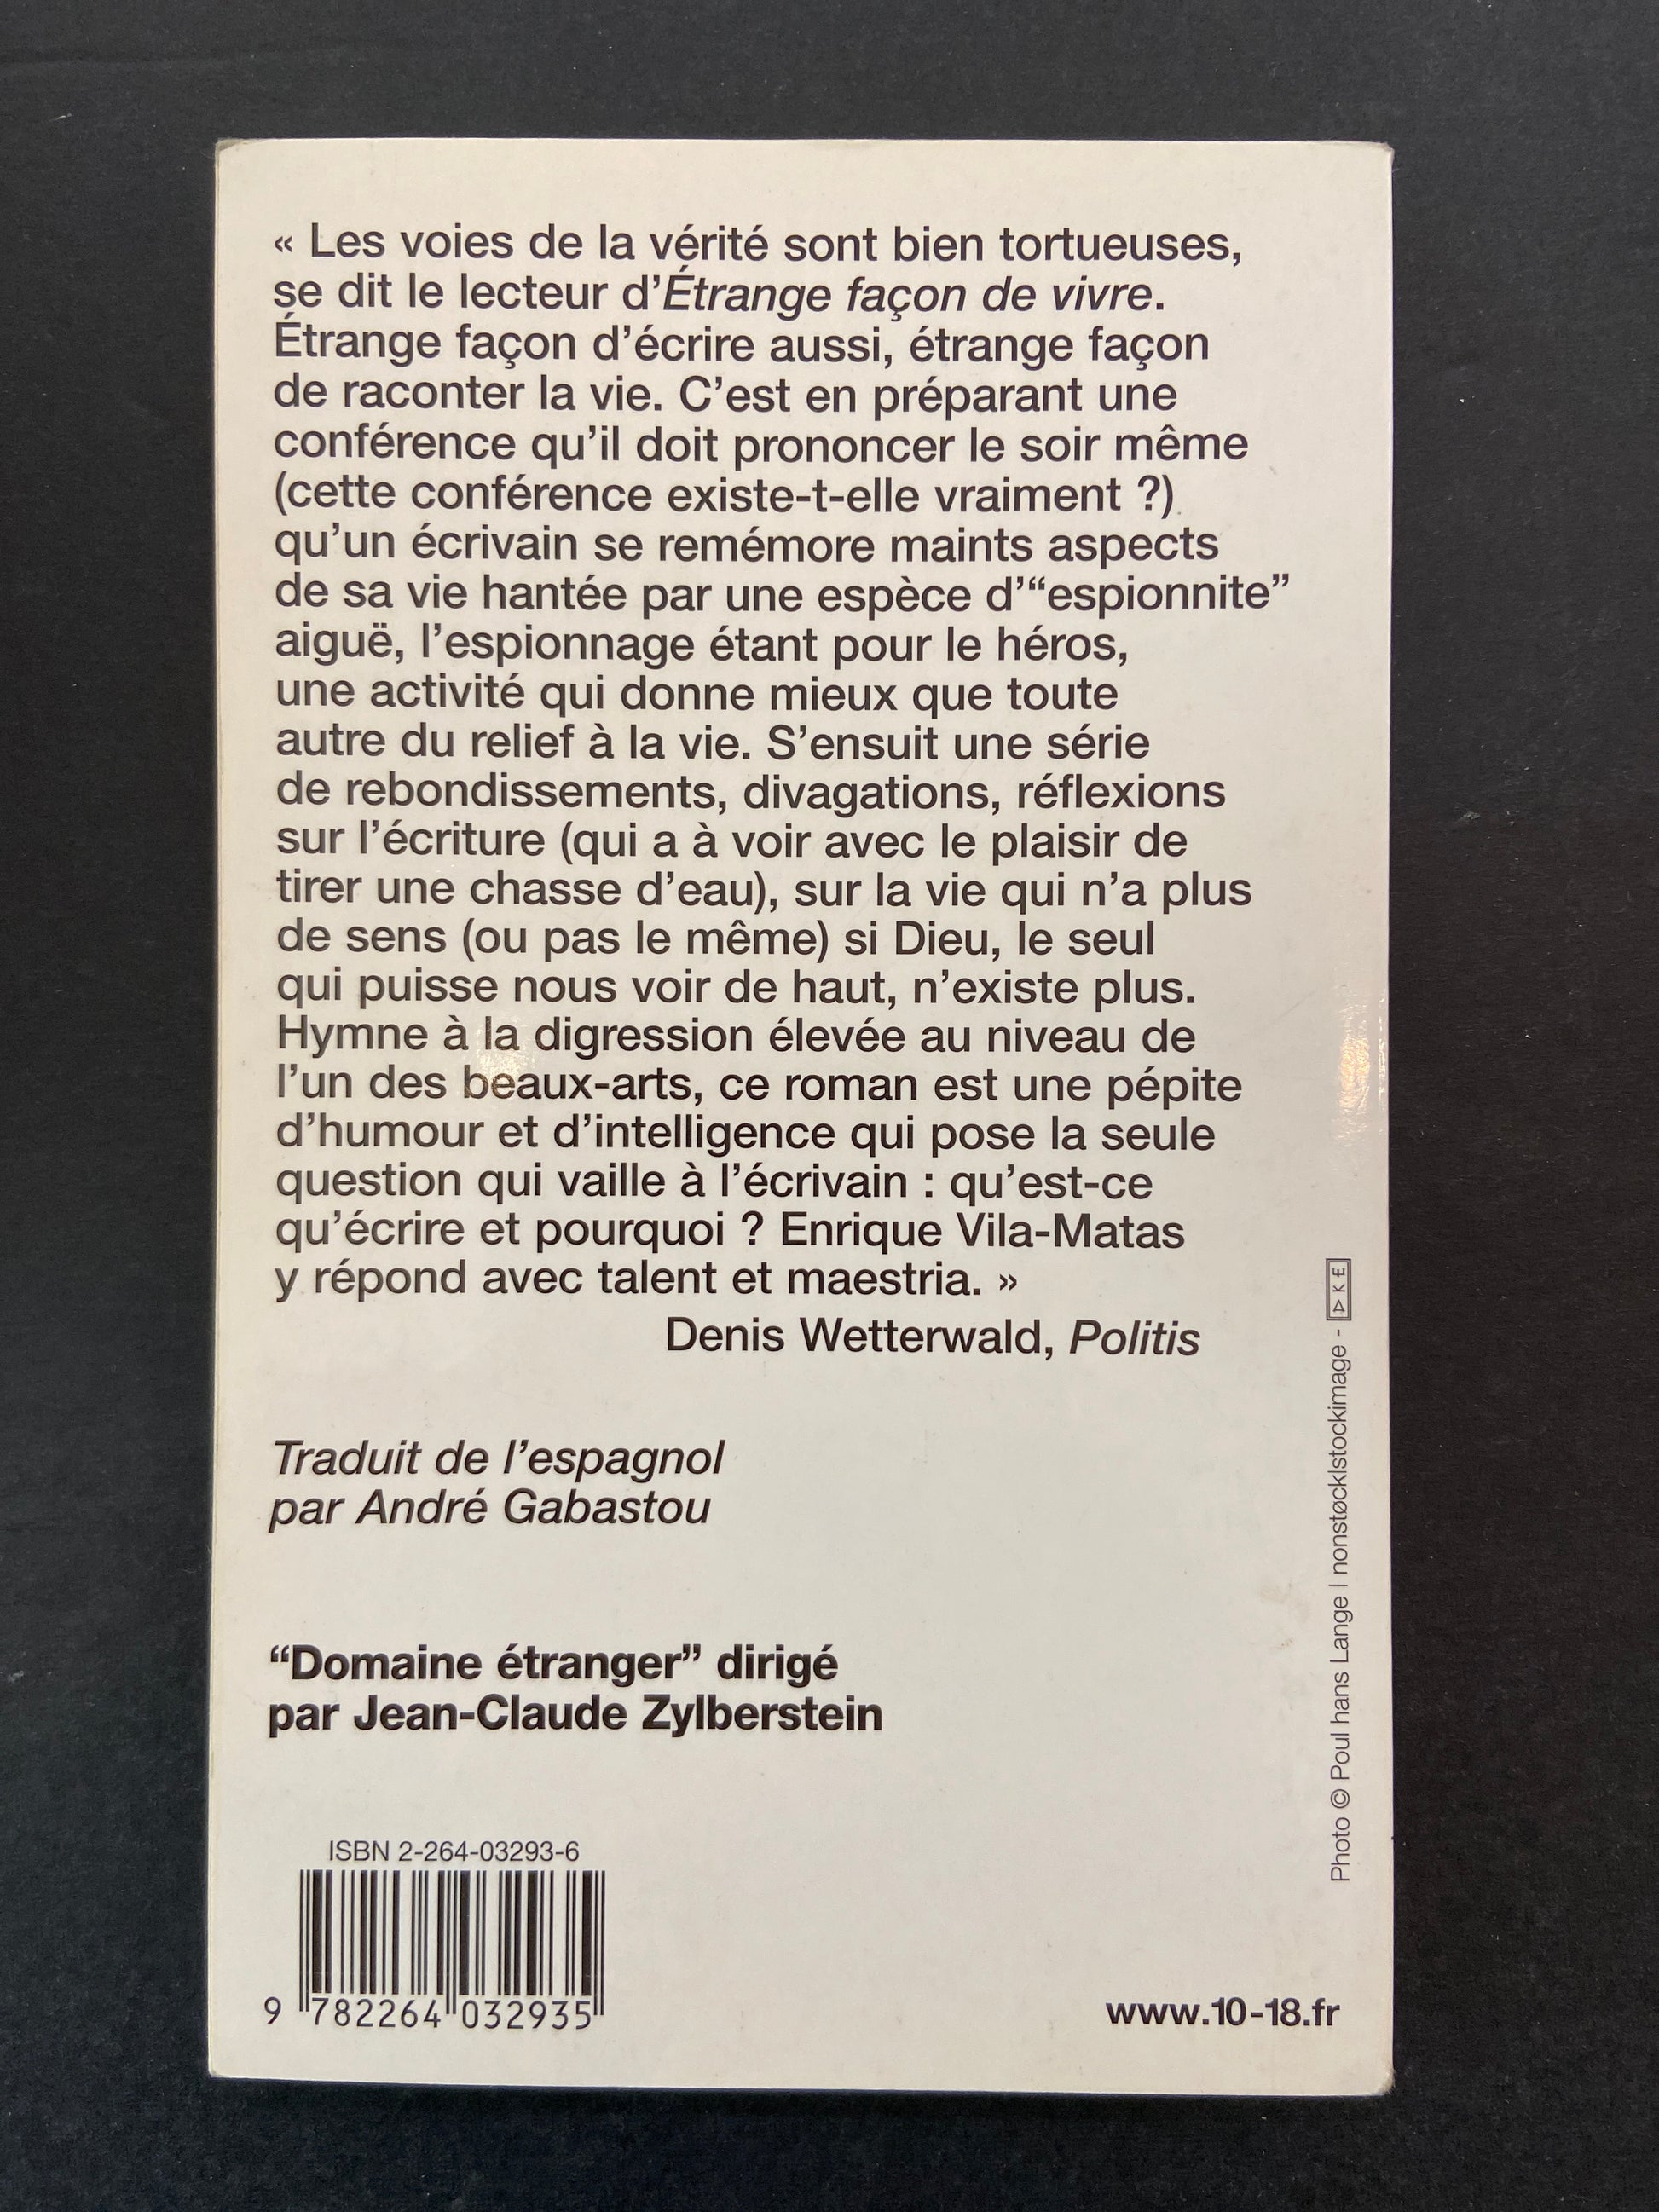 « Les voies de la vérité sont bien tortueuses,
se dit le lecteur d’Étrange façon de vivre.
Étrange façon d’écrire aussi, étrange façon
de raconter la vie. C’est en préparant une
conférence qu’il doit prononcer le soir même
(cette conférence existe-t-elle vraiment ?)
qu’un écrivain se remémore maints aspects
de sa vie hantée par une espèce d’“espionnite”
aiguë, l’espionnage étant pour le héros,
une activité qui donne mieux que toute
autre du relief à la vie. S’ensuit une série
de rebondissements, divagations, réflexions
sur l’écriture (qui a à voir avec le plaisir de
tirer une chasse d’eau), sur la vie qui n’a plus
de sens (ou pas le même) si Dieu, le seul
qui puisse nous voir de haut, n’existe plus.
Hymne à la digression élevée au niveau de
l’un des beaux-arts, ce roman est une pépite
d’humour et d’intelligence qui pose la seule
question qui vaille à l’écrivain : qu’est-ce
qu’écrire et pourquoi ? Enrique Vila-Matas
y répond avec talent et maestria. »
Denis Wetterwald, Politis
Traduit de l’espagnol
par André Gabastou
“Domaine étranger” dirigé
par Jean-Claude Zylberstein
ISBN 2-264-03293-6
9 782264 032935
www.10-18.fr
Photo © Poul hans Lange | nonstøck|stockimage -